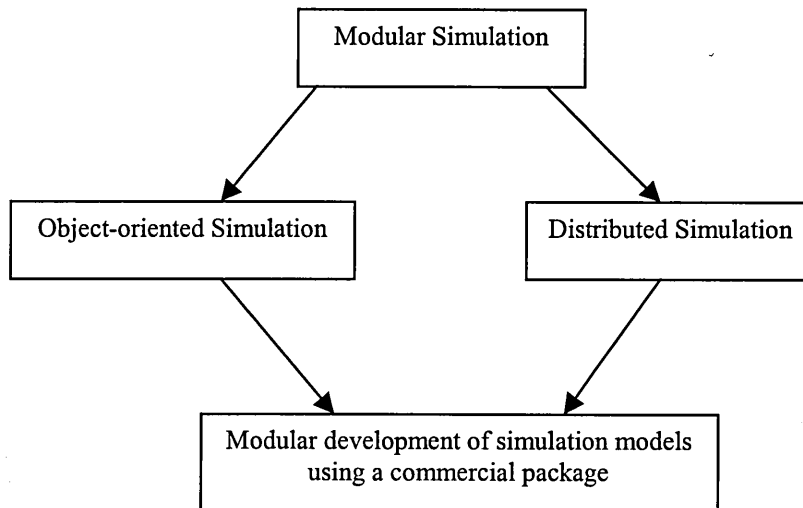 Modular Simulation
Object-oriented Simulation
Distributed Simulation
Modular development of simulation models
using a commercial package